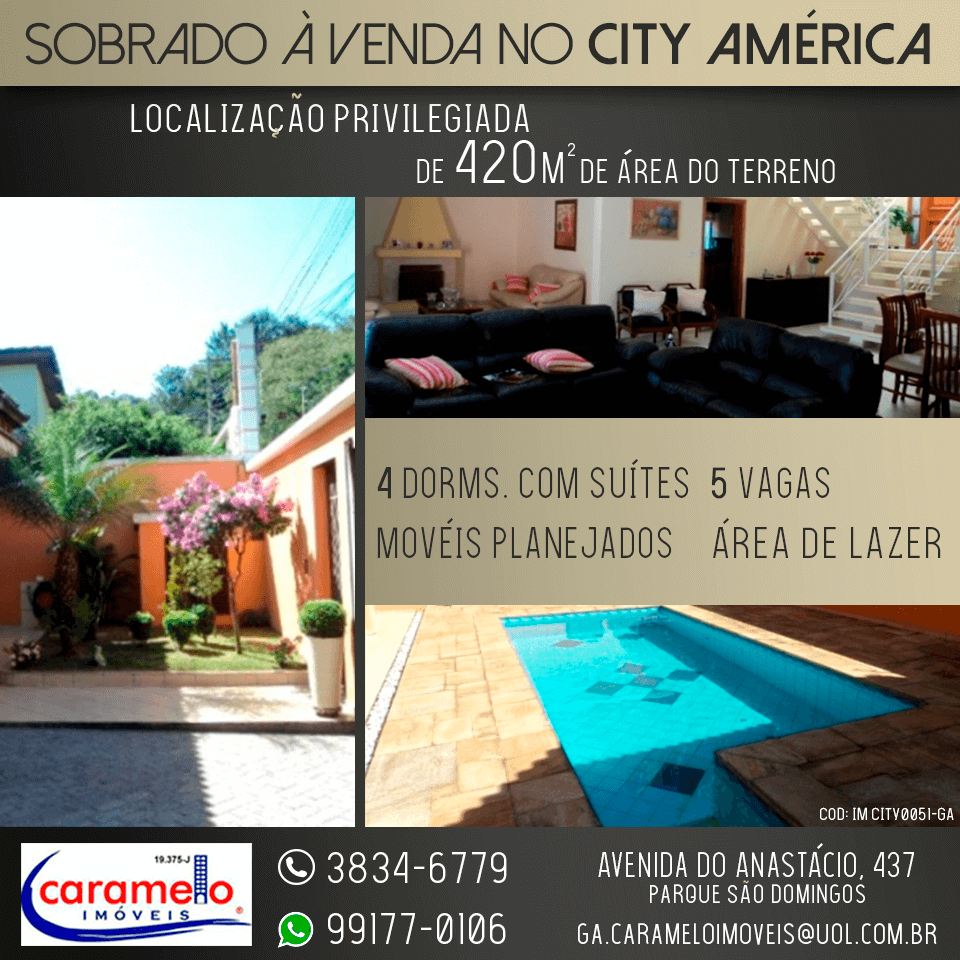 SOBRADO À VENDA NO CITY AMÉRICA
LOCALIZAÇÃO PRIVILEGIADA
DE 420M² DE ÁREA DO TERRENO
4 DORMS. COM SUÍTES 5 VAGAS
MOVÉIS PLANEJADOS ÁREA DE LAZER
COD: IM CITY0051-GA
19.375-J
caramelo
IMÓVEIS ®
3834-6779
99177-0106
AVENIDA DO ANASTÁCIO, 437
PARQUE SÃO DOMINGOS
GA.CARAMELOIMOVEIS@UOL.COM.BR